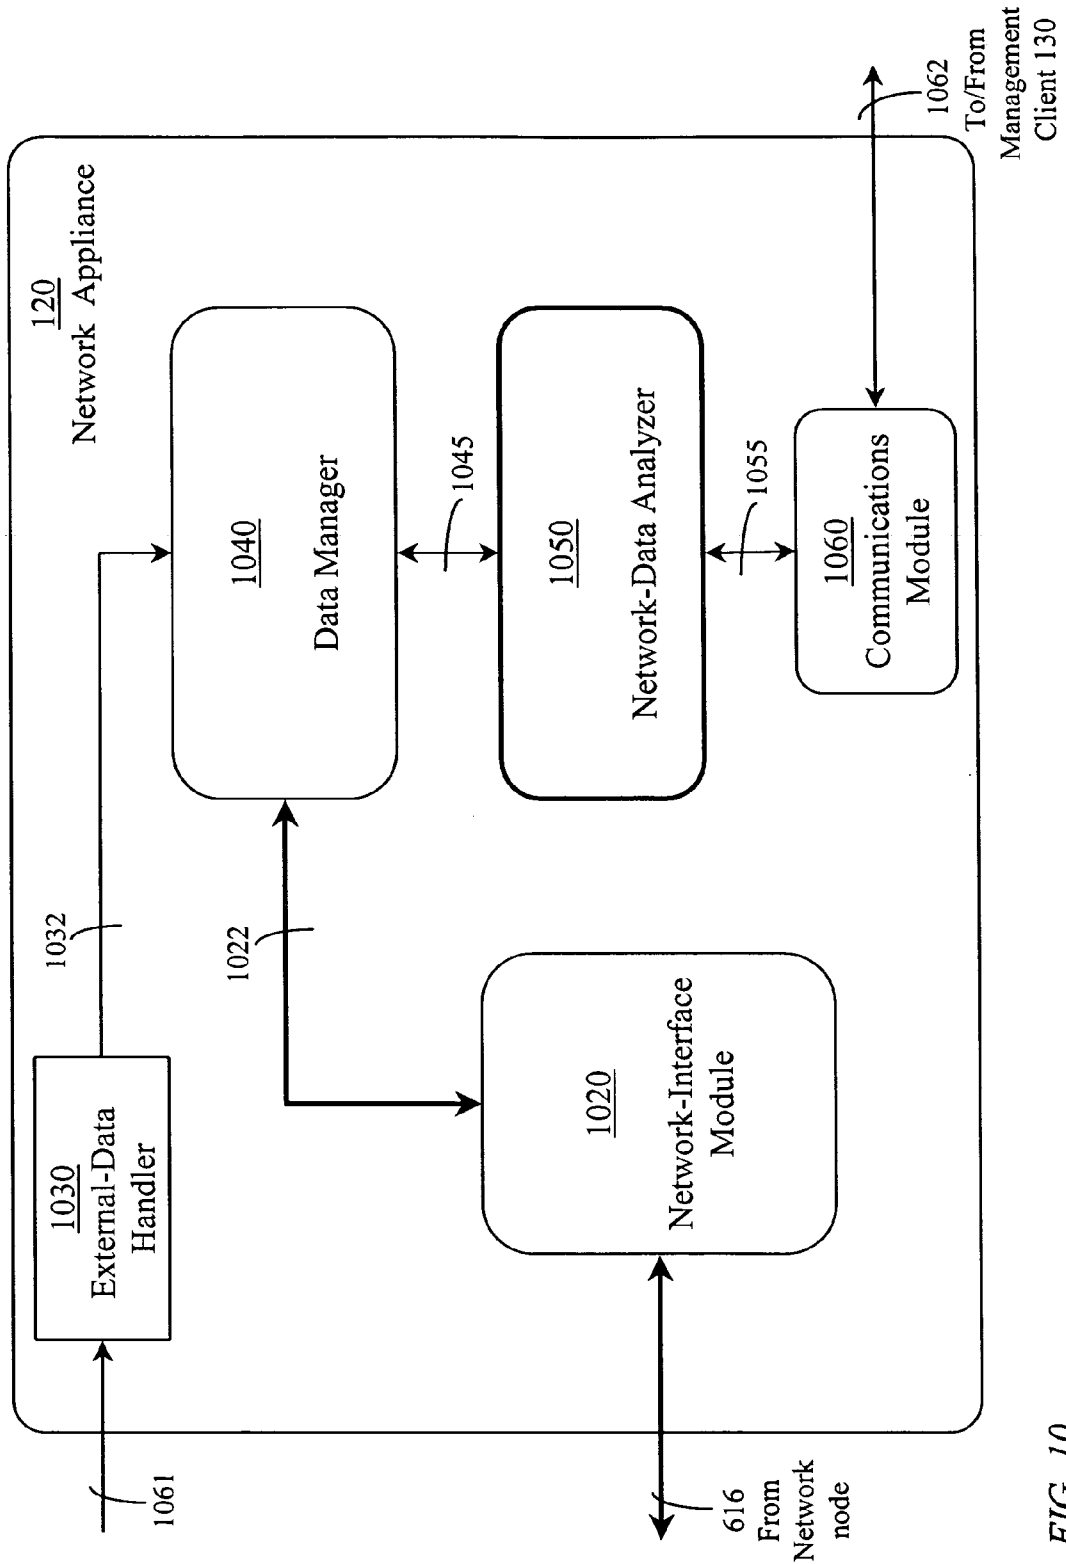 120
Network Appliance
1030
External-Data
Handler
1032
1061
1040
Data Manager
1022
1045
1020
Network-Interface
Module
1050
Network-Data Analyzer
1055
1060
Communications
Module
616
From
Network
node
1062
To/From
Management
Client 130
FIG. 10